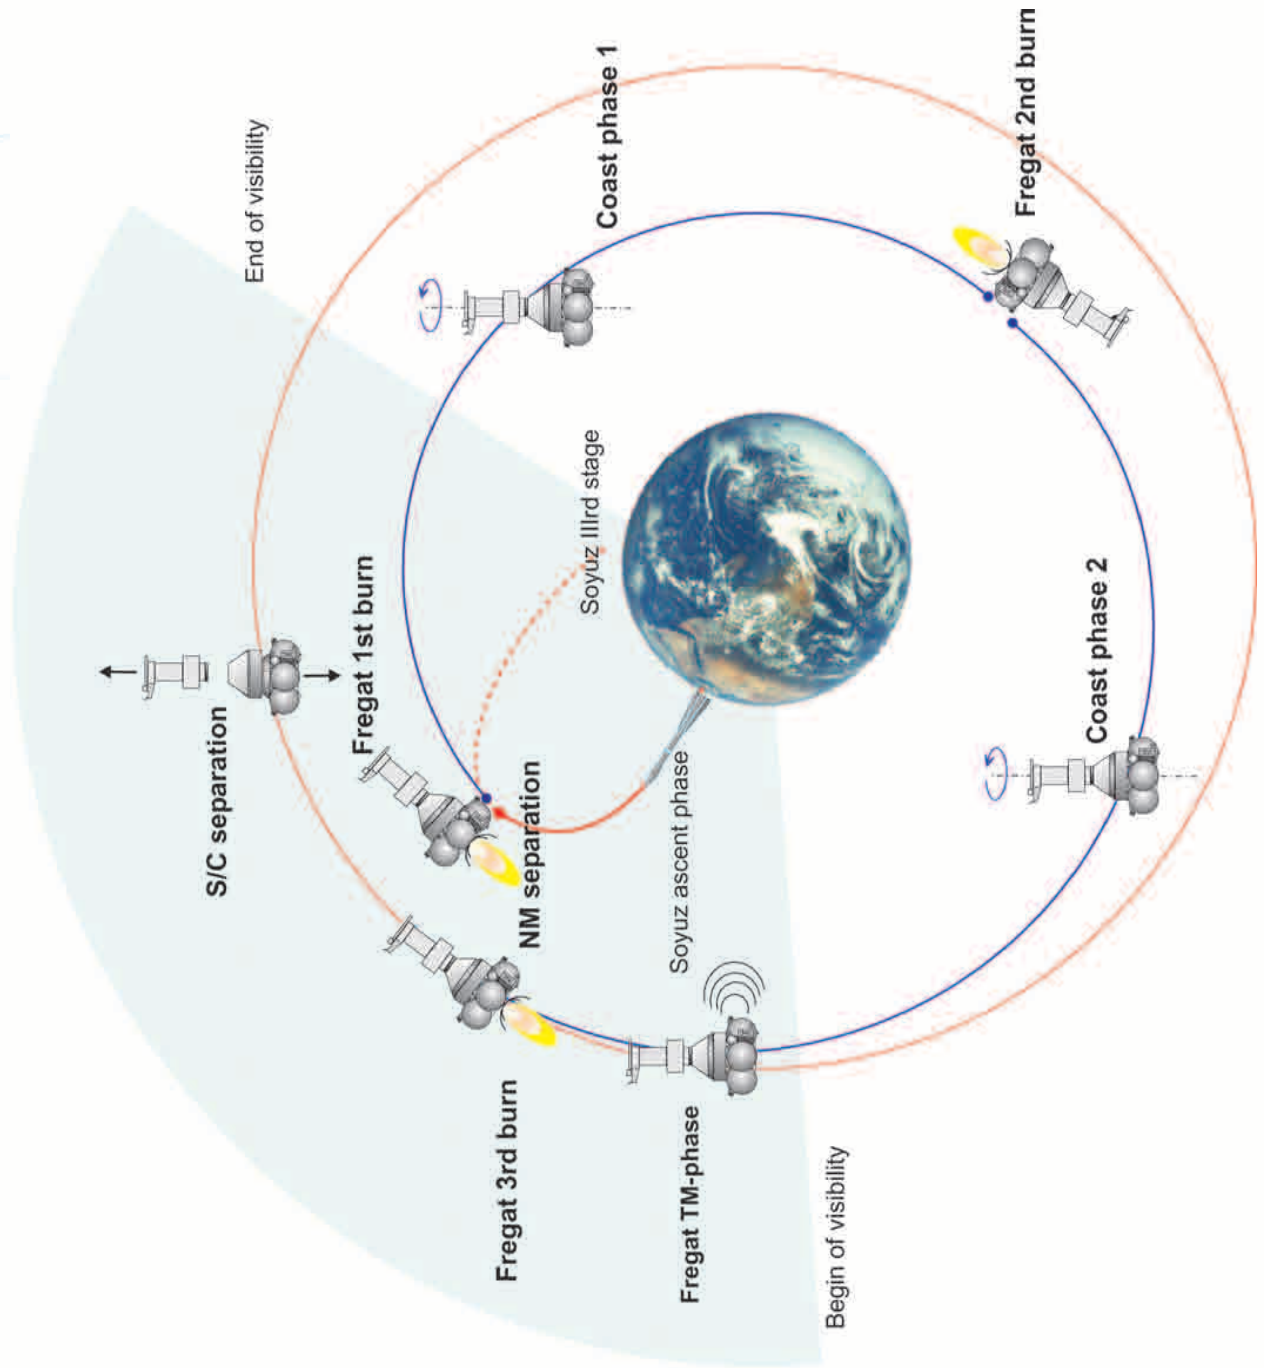 End of visibility
Coast phase 1
Fregat 2nd burn
Soyuz IIIrd stage
Fregat 1st burn
S/C separation
NM separation
Coast phase 2
Soyuz ascent phase
Fregat 3rd burn
Fregat TM-phase
Begin of visibility